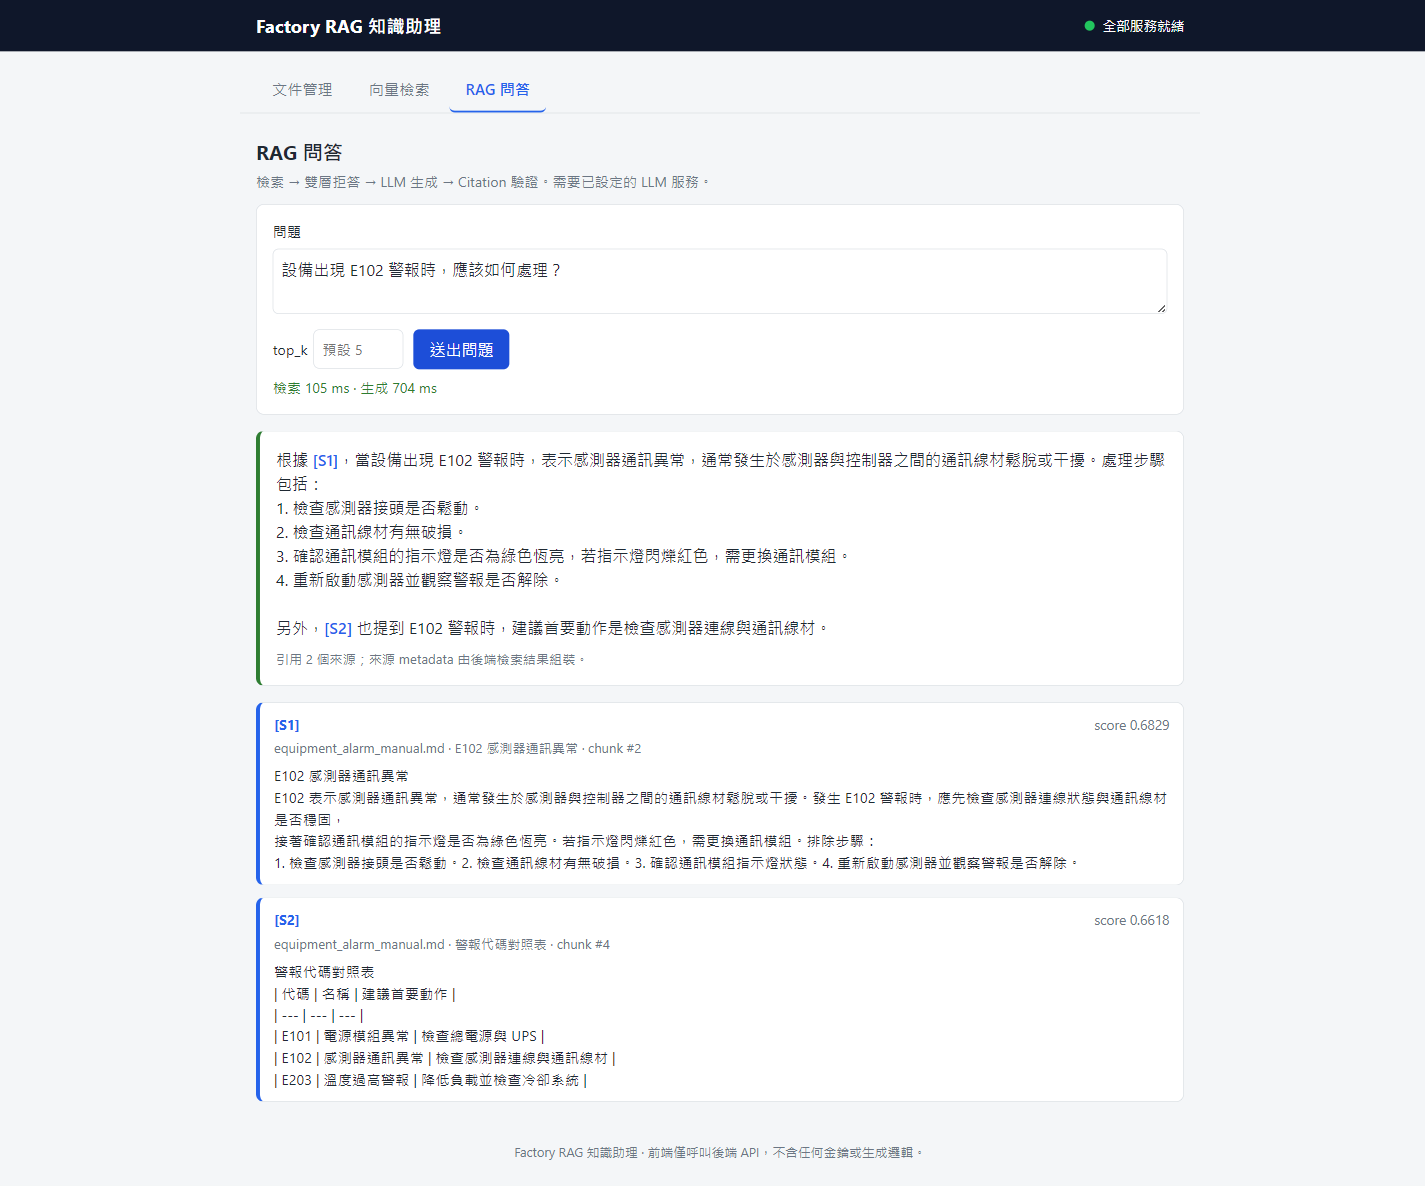 Factory RAG 知識助理
全部服務就緒
文件管理
向量檢索
RAG 問答
RAG 問答
檢索 → 雙層拒答 → LLM 生成 → Citation 驗證。需要已設定的 LLM 服務。
問題
設備出現 E102 警報時，應該如何處理？
top_k
預設 5
送出問題
檢索 105 ms · 生成 704 ms
根據 [S1]，當設備出現 E102 警報時，表示感測器通訊異常，通常發生於感測器與控制器之間的通訊線材鬆脫或干擾。處理步驟
包括：
1. 檢查感測器接頭是否鬆動。
2. 檢查通訊線材有無破損。
3. 確認通訊模組的指示燈是否為綠色恆亮，若指示燈閃爍紅色，需更換通訊模組。
4. 重新啟動感測器並觀察警報是否解除。
另外，[S2] 也提到 E102 警報時，建議首要動作是檢查感測器連線與通訊線材。
引用 2 個來源；來源 metadata 由後端檢索結果組裝。
[S1]
score 0.6829
equipment_alarm_manual.md · E102 感測器通訊異常 · chunk #2
E102 感測器通訊異常
E102 表示感測器通訊異常，通常發生於感測器與控制器之間的通訊線材鬆脫或干擾。發生 E102 警報時，應先檢查感測器連線狀態與通訊線材
是否穩固，
接著確認通訊模組的指示燈是否為綠色恆亮。若指示燈閃爍紅色，需更換通訊模組。排除步驟：
1. 檢查感測器接頭是否鬆動。2. 檢查通訊線材有無破損。3. 確認通訊模組指示燈狀態。4. 重新啟動感測器並觀察警報是否解除。
[S2]
score 0.6618
equipment_alarm_manual.md · 警報代碼對照表 · chunk #4
警報代碼對照表
| 代碼 | 名稱 | 建議首要動作 |
| --- | --- | --- |
| E101 | 電源模組異常 | 檢查總電源與 UPS |
| E102 | 感測器通訊異常 | 檢查感測器連線與通訊線材 |
| E203 | 溫度過高警報 | 降低負載並檢查冷卻系統 |
Factory RAG 知識助理 · 前端僅呼叫後端 API，不含任何金鑰或生成邏輯。